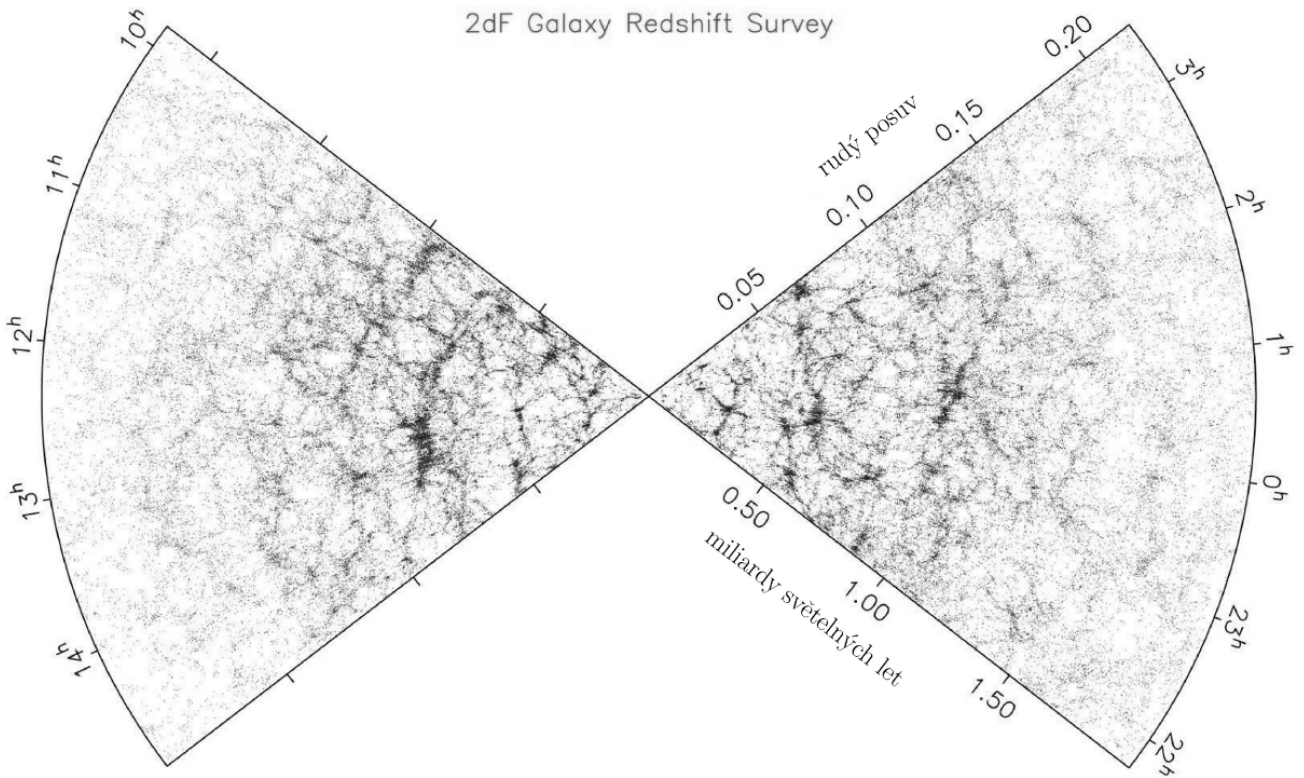 2dF Galaxy Redshift Survey
10ʰ
11ʰ
12ʰ
13ʰ
14ʰ
rudý posuv
0.05
0.10
0.15
0.20
3ʰ
2ʰ
1ʰ
0ʰ
23ʰ
22ʰ
0.50
1.00
1.50
miliardy světelných let